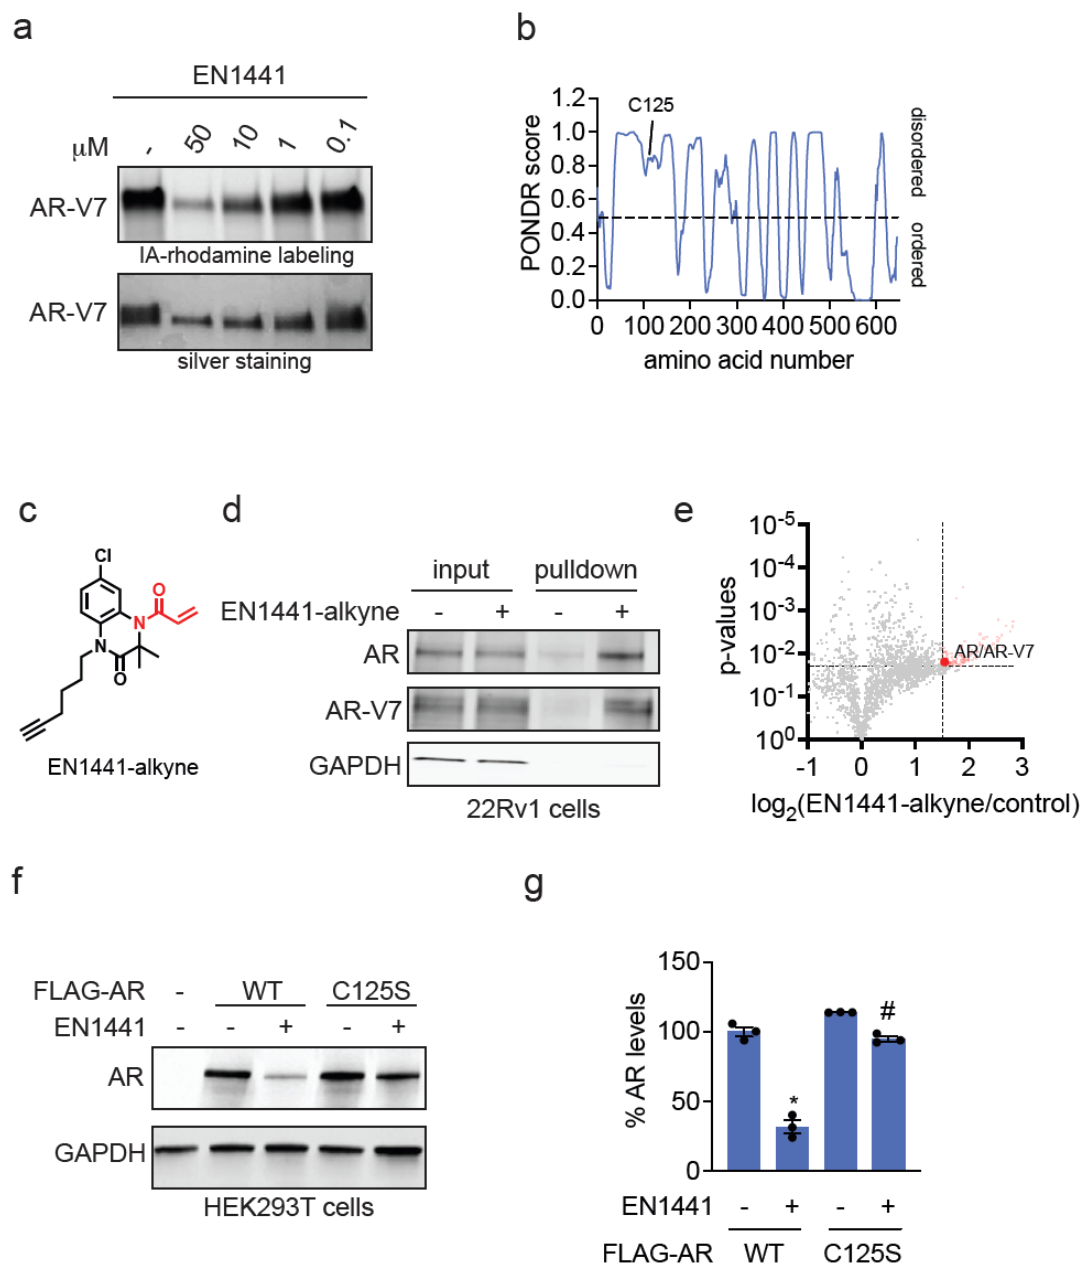 a
EN1441
μM - 50 10 1 0.1
AR-V7
IA-rhodamine labeling
AR-V7
silver staining
b
C125
PONDR score
1.2
1.0
0.8
0.6
0.4
0.2
0.0
0 100 200 300 400 500 600
amino acid number
disordered
ordered
c
Cl
O
N
N
O
EN1441-alkyne
d
input pulldown
EN1441-alkyne - + - +
AR
AR-V7
GAPDH
22Rv1 cells
e
p-values
10-5
10-4
10-3
10-2
10-1
100
AR/AR-V7
-1 0 1 2 3
log2(EN1441-alkyne/control)
f
FLAG-AR - WT C125S
EN1441 - - + - +
AR
GAPDH
HEK293T cells
g
% AR levels
150
100
50
0
*
#
EN1441 - + - +
FLAG-AR WT C125S